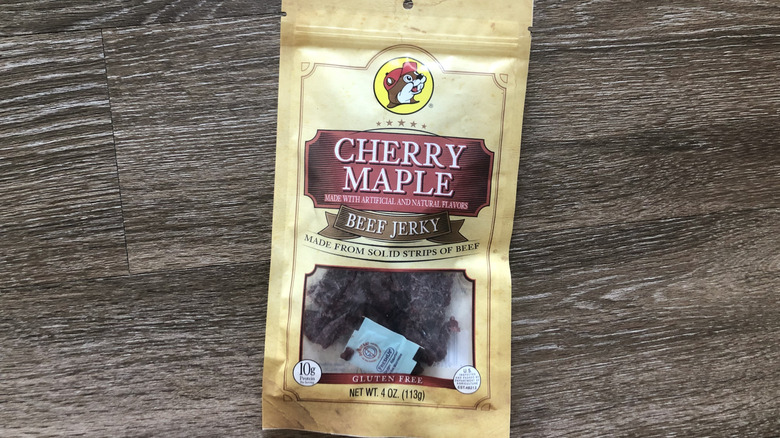 CHERRY
MAPLE
MADE WITH ARTIFICIAL AND NATURAL FLAVORS
BEEF JERKY
MADE FROM SOLID STRIPS OF BEEF
10g
Protein
GLUTEN FREE
NET WT. 4 OZ. (113g)